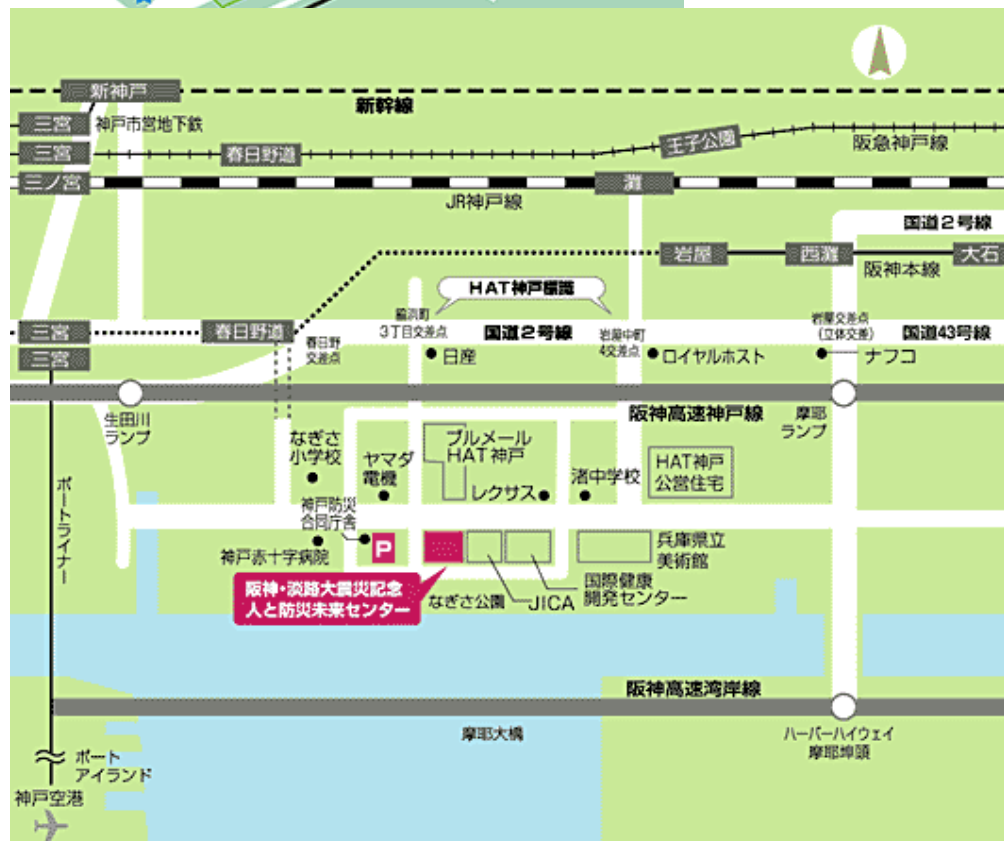 新神戸
新幹線
三宮
神戸市営地下鉄
三宮
春日野道
王子公園
阪急神戸線
三ノ宮
灘
JR神戸線
国道2号線
岩屋
西灘
大石
阪神本線
HAT神戸標識
三宮
春日野道
春日野
交差点
脇浜町
3丁目交差点
国道2号線
岩屋中町
4交差点
岩屋交差点
(立体交差)
国道43号線
三宮
日産
ロイヤルホスト
ナフコ
生田川
ランプ
阪神高速神戸線
摩耶
ランプ
なぎさ
小学校
ヤマダ
電機
ブルメール
HAT神戸
レクサス
渚中学校
HAT神戸
公営住宅
ポートライナー
神戸防災
合同庁舎
神戸赤十字病院
P
兵庫県立
美術館
阪神・淡路大震災記念
人と防災未来センター
なぎさ公園
JICA
国際健康
開発センター
阪神高速湾岸線
摩耶大橋
ハーバーハイウェイ
摩耶埠頭
ポート
アイランド
神戸空港